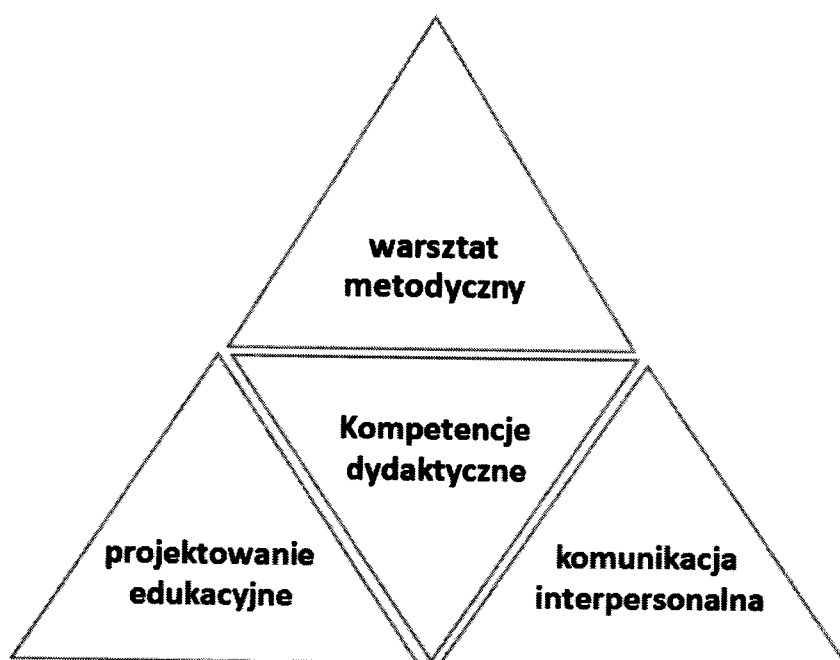 warsztat
metodyczny
Kompetencje
dydaktyczne
projektowanie
edukacyjne
komunikacja
interpersonalna